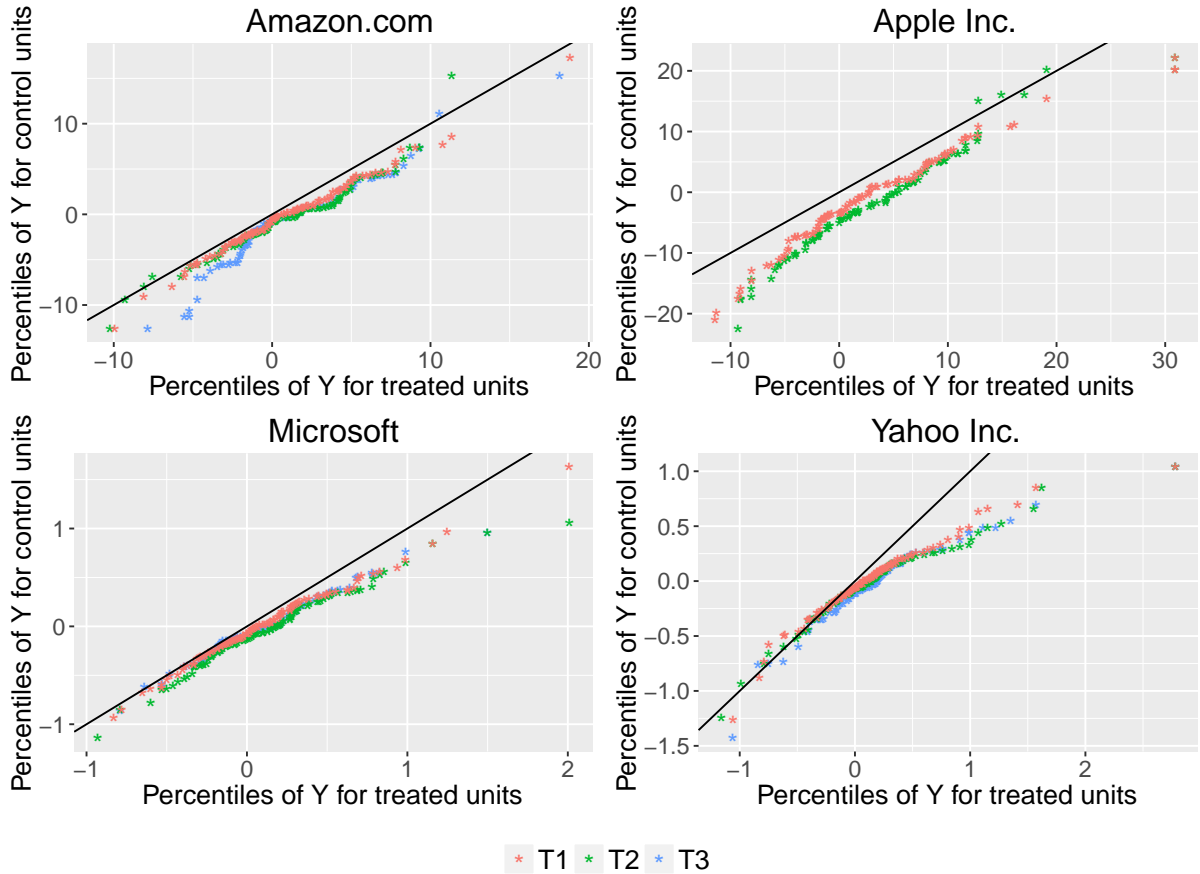 Amazon.com
Percentiles of Y for control units
10
0
−10
−10
0
10
20
Percentiles of Y for treated units
Apple Inc.
Percentiles of Y for control units
20
10
0
−10
−20
−10
0
10
20
30
Percentiles of Y for treated units
Microsoft
Percentiles of Y for control units
1
0
−1
−1
0
1
2
Percentiles of Y for treated units
Yahoo Inc.
Percentiles of Y for control units
1.0
0.5
0.0
−0.5
−1.0
−1.5
−1
0
1
2
Percentiles of Y for treated units
* T1 * T2 * T3